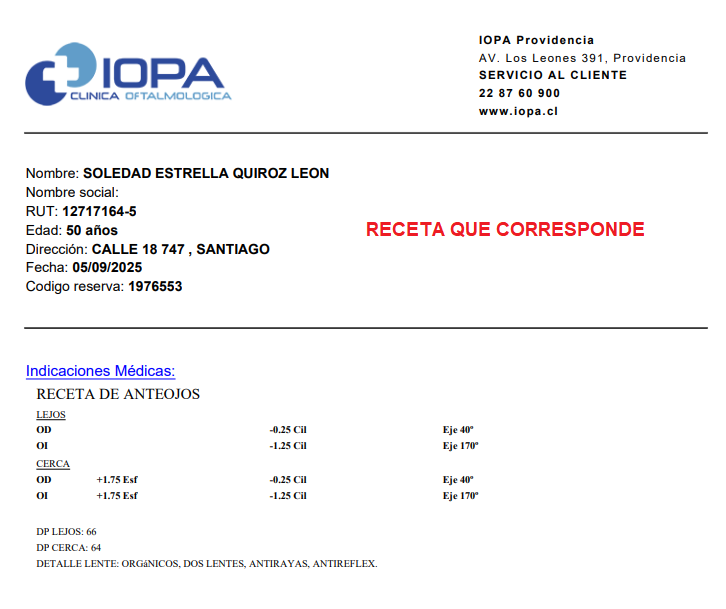 IOPA
CLINICA OFTALMOLOGICA
IOPA Providencia
AV. Los Leones 391, Providencia
SERVICIO AL CLIENTE
22 87 60 900
www.iopa.cl
Nombre: SOLEDAD ESTRELLA QUIROZ LEON
Nombre social:
RUT: 12717164-5
Edad: 50 años
Dirección: CALLE 18 747 , SANTIAGO
Fecha: 05/09/2025
Codigo reserva: 1976553
RECETA QUE CORRESPONDE
Indicaciones Médicas:
RECETA DE ANTEOJOS
LEJOS
OD -0.25 Cil Eje 40º
OI -1.25 Cil Eje 170º
CERCA
OD +1.75 Esf -0.25 Cil Eje 40º
OI +1.75 Esf -1.25 Cil Eje 170º
DP LEJOS: 66
DP CERCA: 64
DETALLE LENTE: ORGáNICOS, DOS LENTES, ANTIRAYAS, ANTIREFLEX.